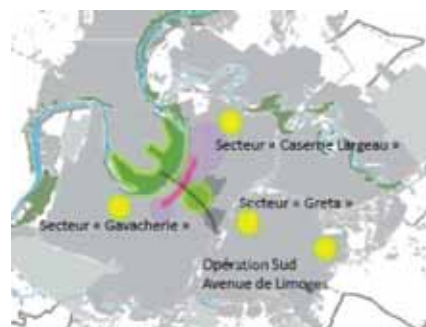 Secteur « Caserne Largeau »
Secteur « Greta »
Secteur « Gavacherie »
Opération Sud
Avenue de Limoges